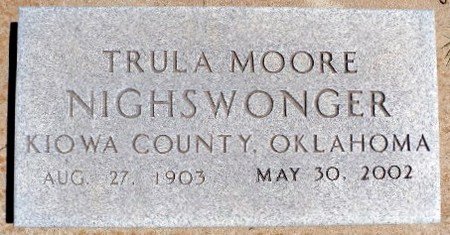 TRULA MOORE
NIGHSWONGER
KIOWA COUNTY, OKLAHOMA
AUG. 27, 1903 MAY 30, 2002